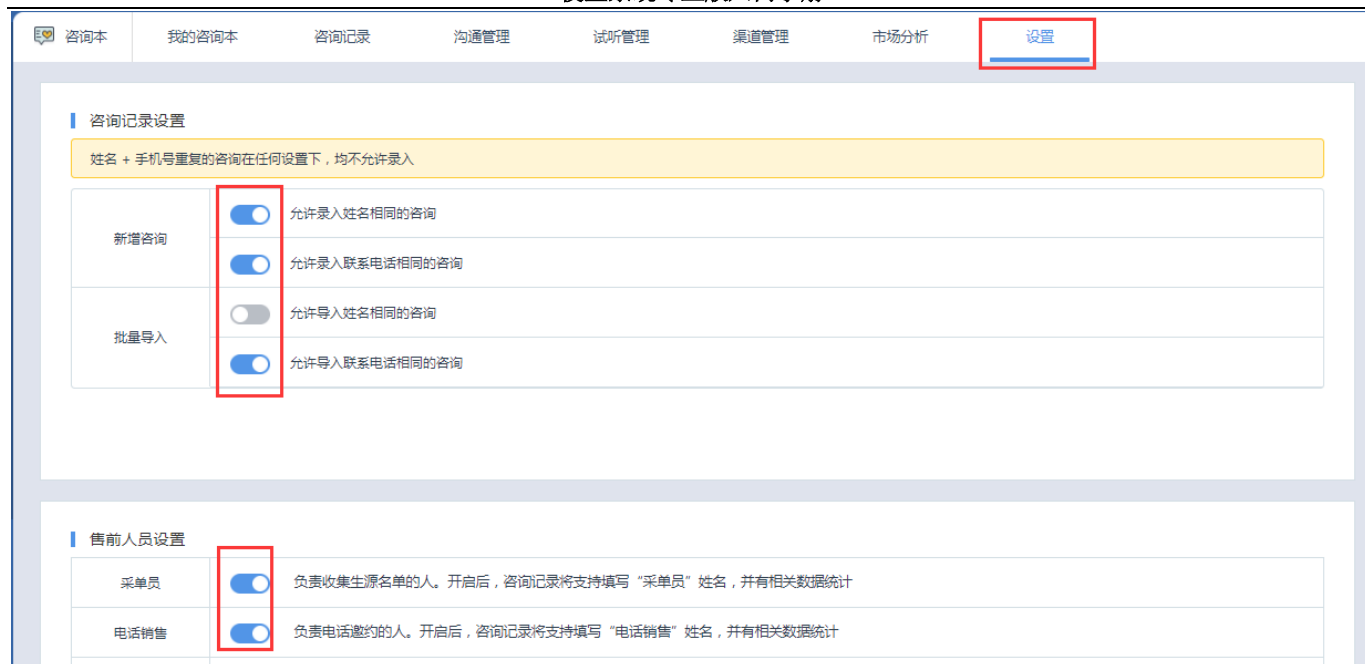 咨询本 我的咨询本 咨询记录 沟通管理 试听管理 渠道管理 市场分析 设置
咨询记录设置
姓名 + 手机号重复的咨询在任何设置下，均不允许录入
新增咨询
允许录入姓名相同的咨询
允许录入联系电话相同的咨询
批量导入
允许导入姓名相同的咨询
允许导入联系电话相同的咨询
售前人员设置
采单员 负责收集生源名单的人。开启后，咨询记录将支持填写“采单员”姓名，并有相关数据统计
电话销售 负责电话邀约的人。开启后，咨询记录将支持填写“电话销售”姓名，并有相关数据统计